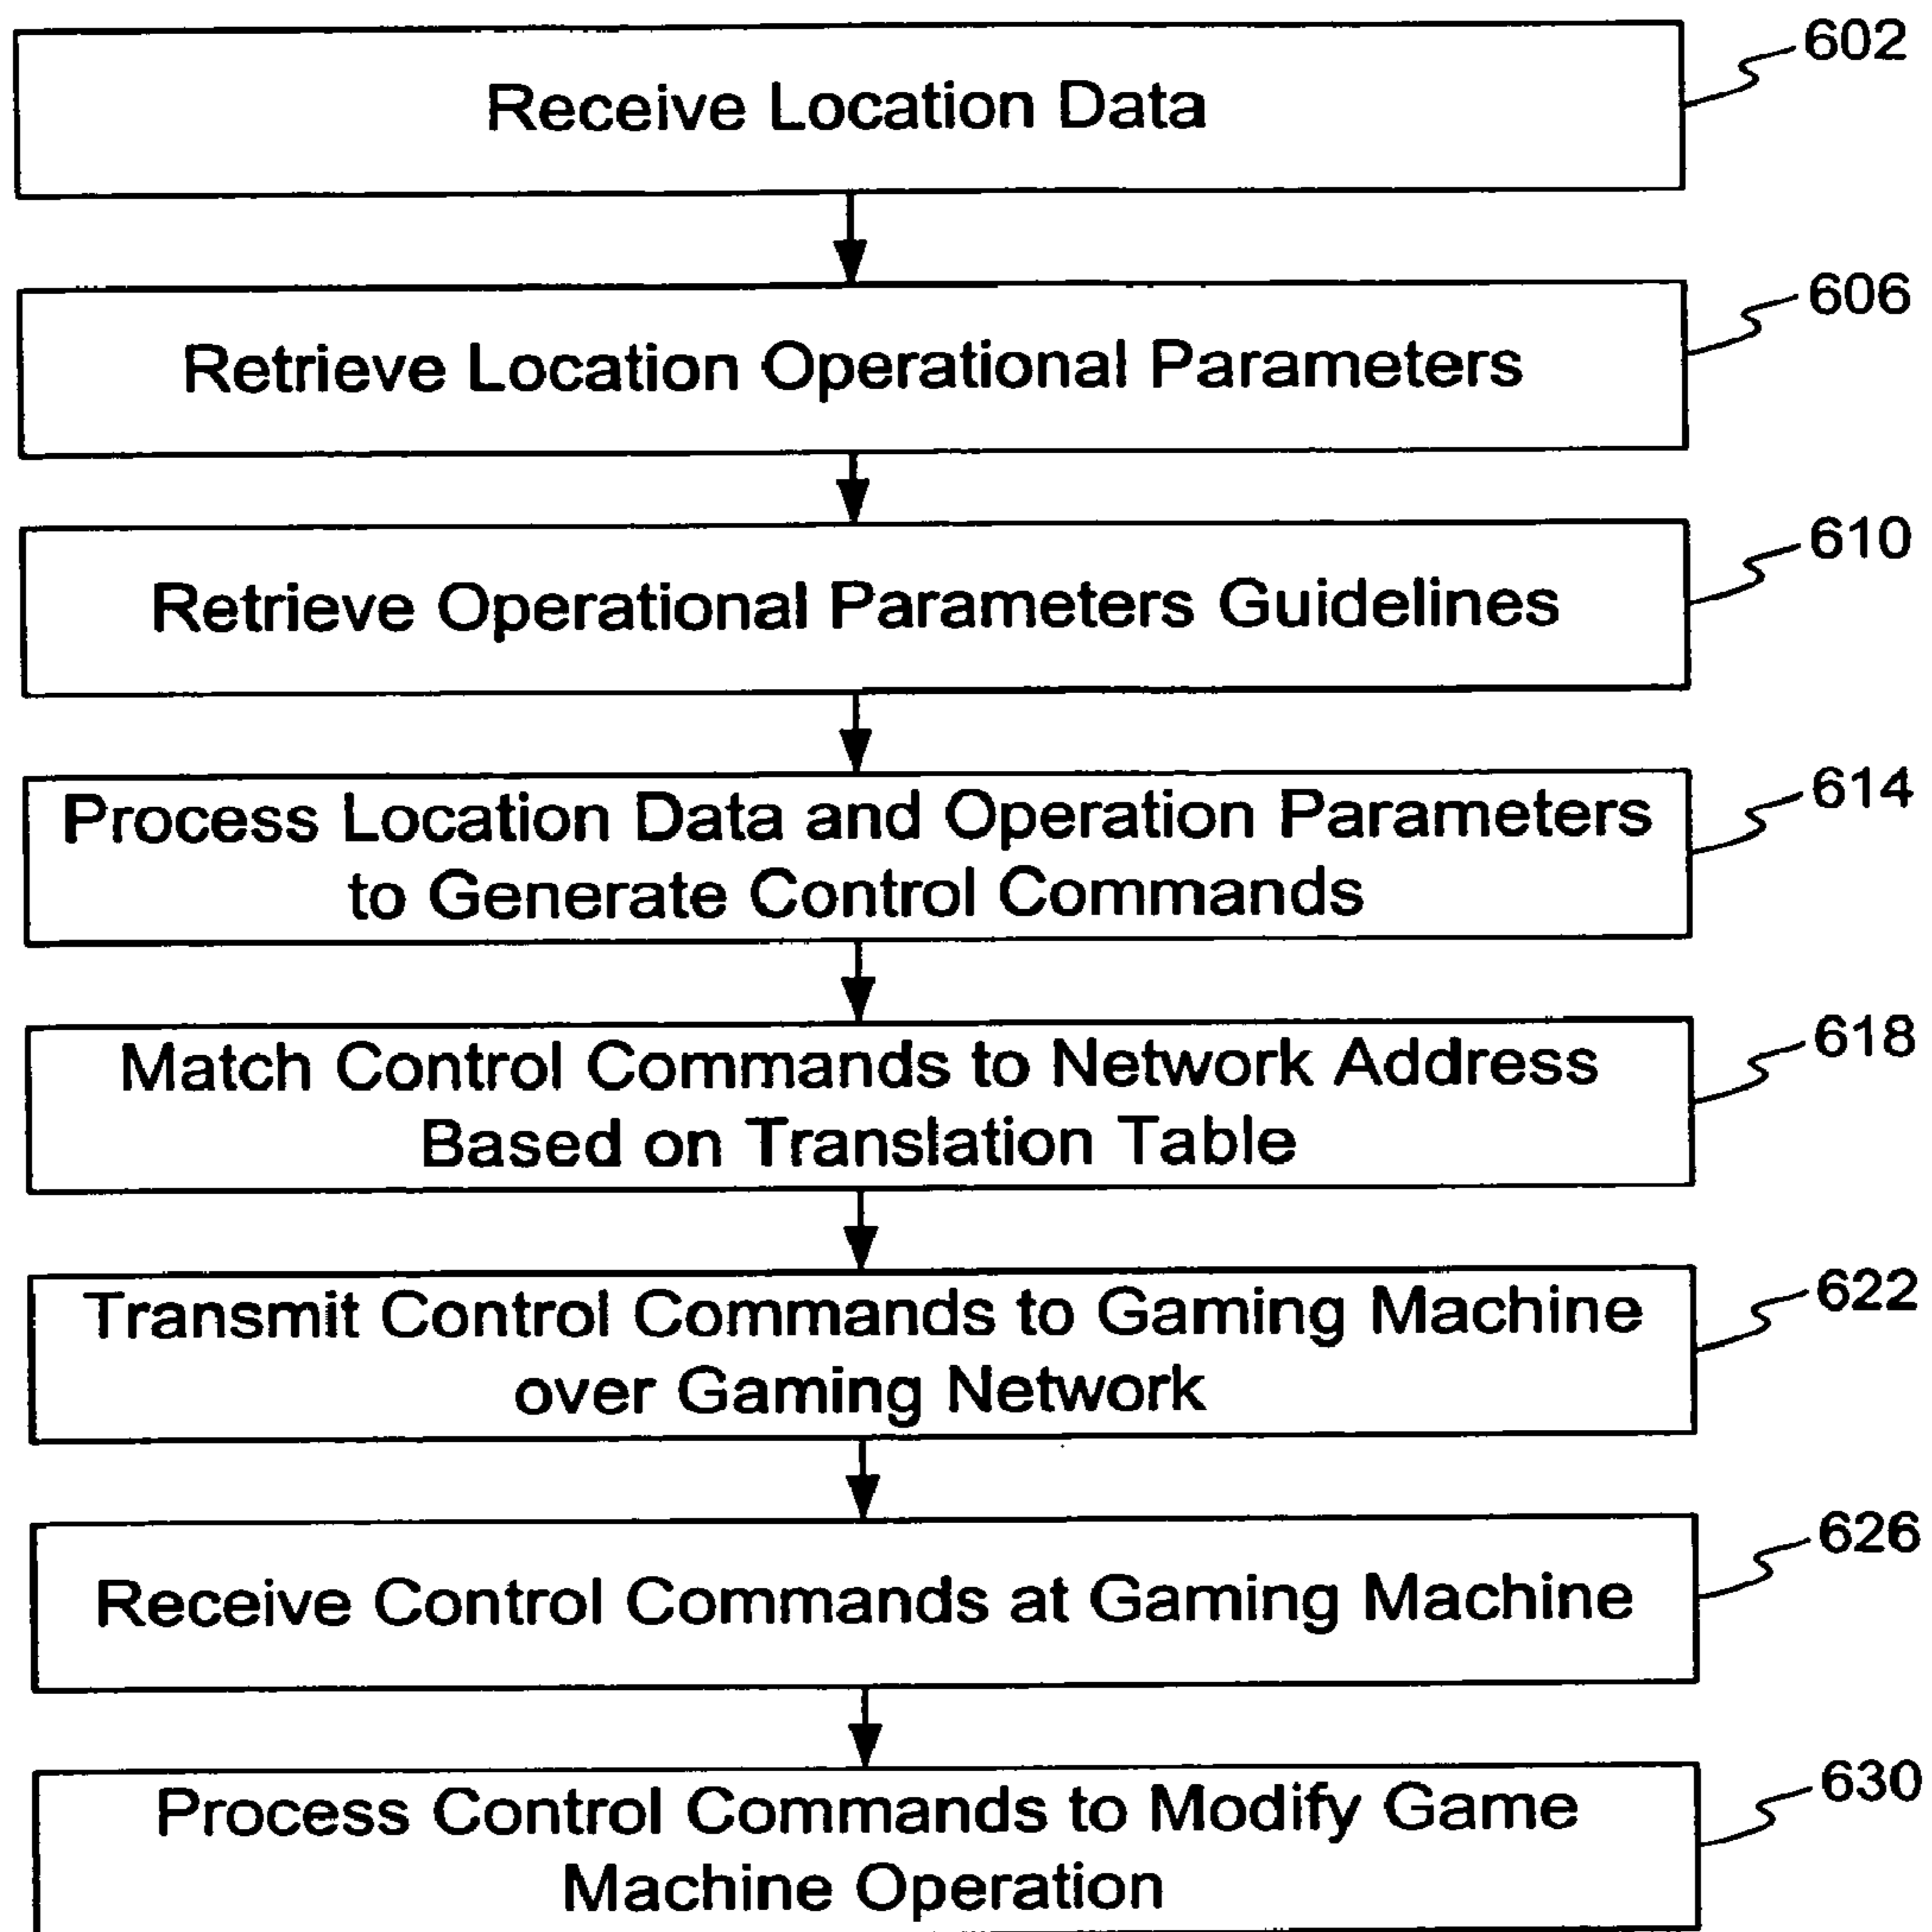 Receive Location Data
602
Retrieve Location Operational Parameters
606
Retrieve Operational Parameters Guidelines
610
Process Location Data and Operation Parameters
to Generate Control Commands
614
Match Control Commands to Network Address
Based on Translation Table
618
Transmit Control Commands to Gaming Machine
over Gaming Network
622
Receive Control Commands at Gaming Machine
626
Process Control Commands to Modify Game
Machine Operation
630